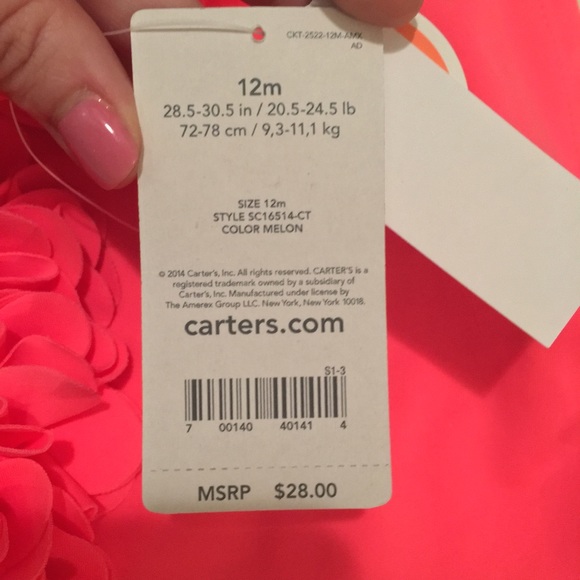 CKT-2522-12M-AMX
AD
12m
28.5-30.5 in / 20.5-24.5 lb
72-78 cm / 9,3-11,1 kg
SIZE 12m
STYLE SC16514-CT
COLOR MELON
© 2014 Carter's, Inc. All rights reserved. CARTER'S is a
registered trademark owned by a subsidiary of
Carter's, Inc. Manufactured under license by
The Amerex Group LLC. New York, New York 10018.
carters.com
S1-3
7 00140 40141 4
MSRP $28.00